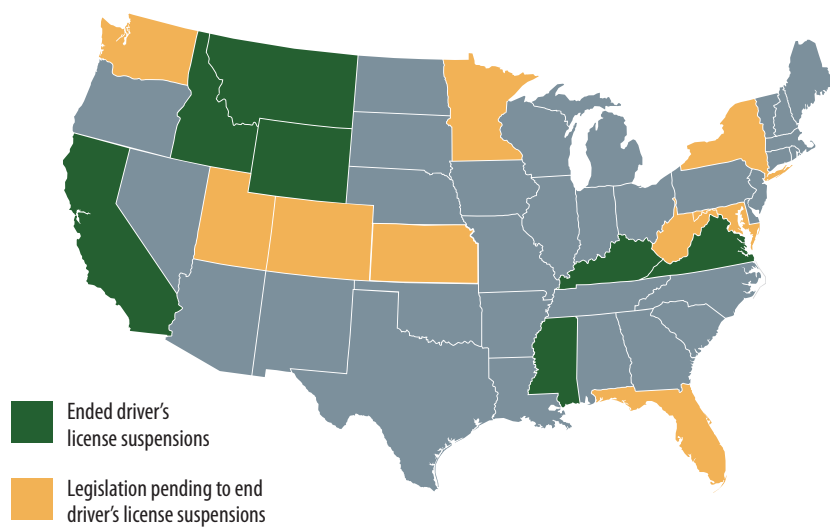 Ended driver’s
license suspensions
Legislation pending to end
driver’s license suspensions